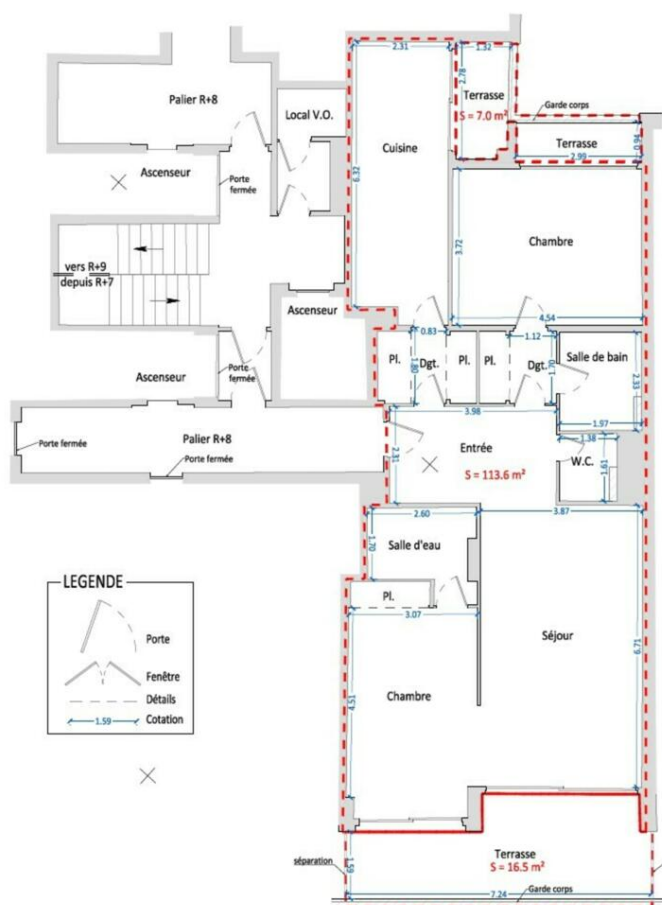 2.31
1.32
2.78
Palier R+8
Local V.O.
Terrasse
S = 7.0 m²
Garde corps
Terrasse
0.94
2.99
Cuisine
Ascenseur
Porte
fermée
6.32
3.72
Chambre
vers R+9
depuis R+7
Ascenseur
4.54
0.83
1.12
Pl.
1.80
Dgt.
Pl.
Pl.
Dgt.
1.70
Salle de bain
2.33
Ascenseur
Porte
fermée
1.97
3.98
1.38
Porte fermée
Palier R+8
Porte fermée
2.31
Entrée
S = 113.6 m²
W.C.
1.61
2.60
3.87
1.70
Salle d'eau
Pl.
3.07
LEGENDE
Porte
Fenêtre
Détails
1.59
Cotation
Séjour
6.71
Chambre
4.51
Terrasse
S = 16.5 m²
séparation
1.59
7.24
Garde corps